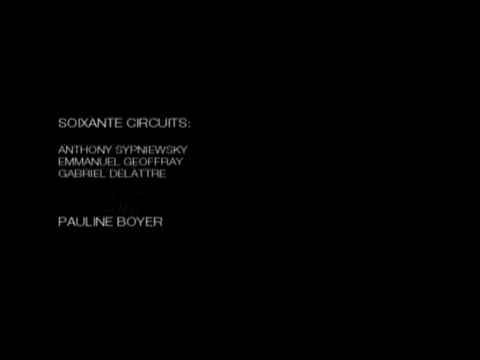 SOIXANTE CIRCUITS:
ANTHONY SYPNIEWSKY
EMMANUEL GEOFFRAY
GABRIEL DELATTRE
PAULINE BOYER